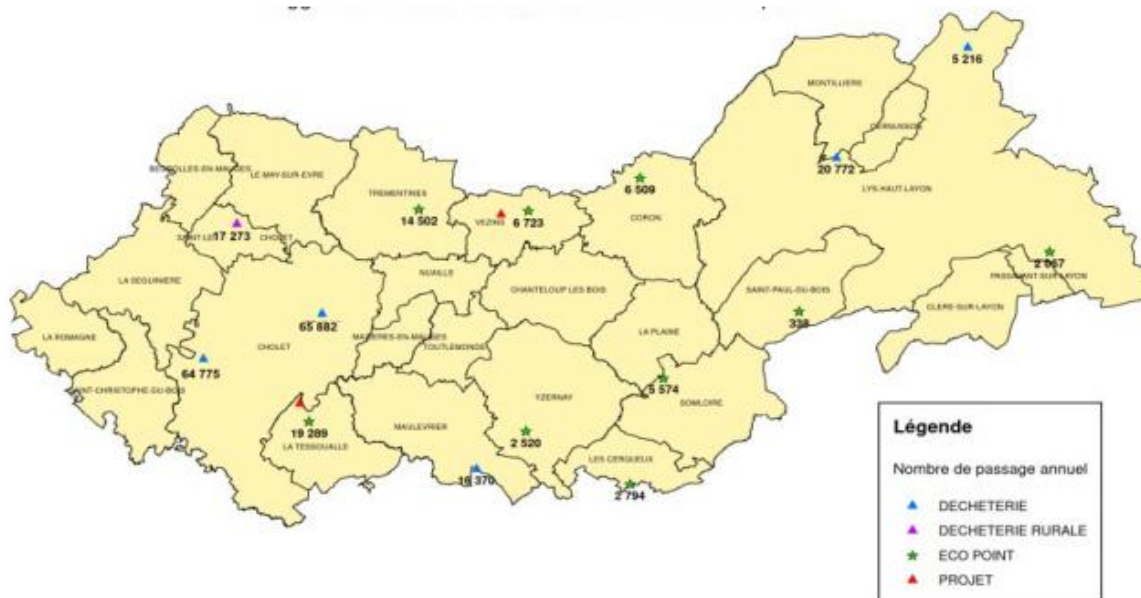 5 216
MONTILLIERS
CERNUSSON
20 772
LYS-HAUT-LAYON
BEGROLLES-EN-MAUGES
LE MAY-SUR-EVRE
TREMENTINES
14 502
VEZINS
6 723
6 509
CORON
17 273
CHOLET
LA SEGUINIERE
NUAILLE
CHANTELOUP LES BOIS
SAINT-PAUL-DU-BOIS
338
2 067
PASSAVANT-SUR-LAYON
CLERE-SUR-LAYON
LA ROMAGNE
65 882
CHOLET
MAZIERES-EN-MAUGES
TOUTLEMONDE
LA PLAINE
64 775
SAINT-CHRISTOPHE-DU-BOIS
5 574
SOMLOIRE
YZERNAY
19 289
LA TESSOUALLE
MAULEVRIER
2 520
LES CERQUEUX
16 370
2 794
Légende
Nombre de passage annuel
DECHETERIE
DECHETERIE RURALE
ECO POINT
PROJET